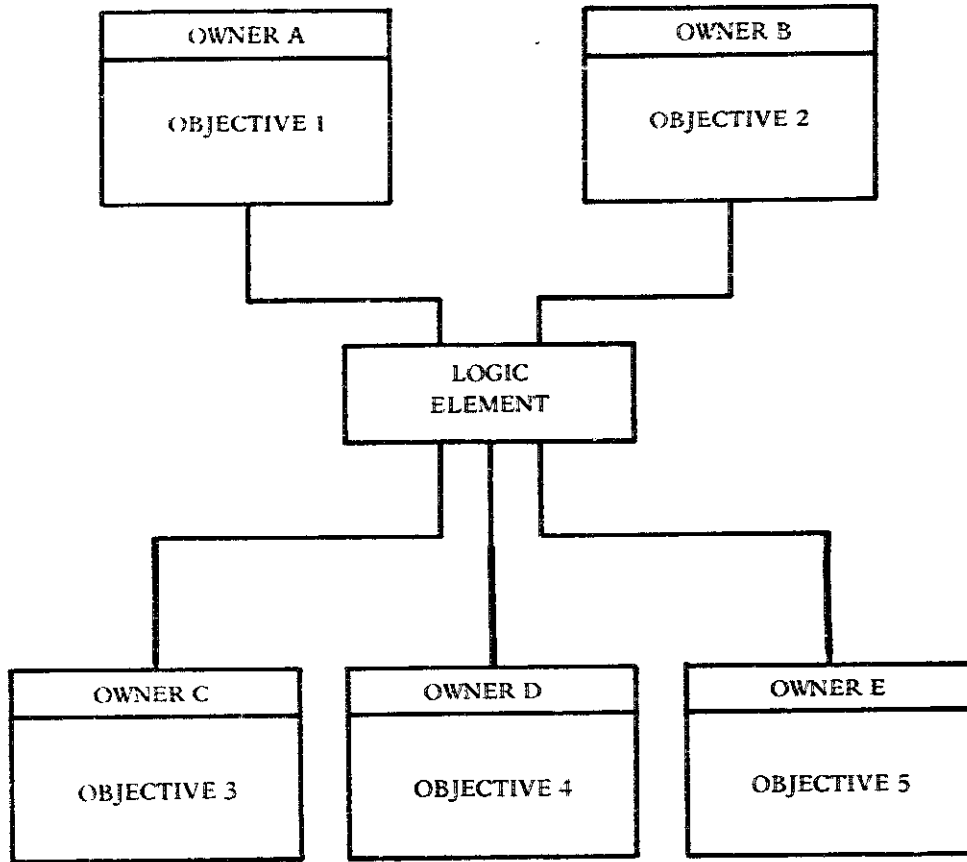 OWNER A
OWNER B
OBJECTIVE 1
OBJECTIVE 2
LOGIC
ELEMENT
OWNER C
OWNER D
OWNER E
OBJECTIVE 3
OBJECTIVE 4
OBJECTIVE 5